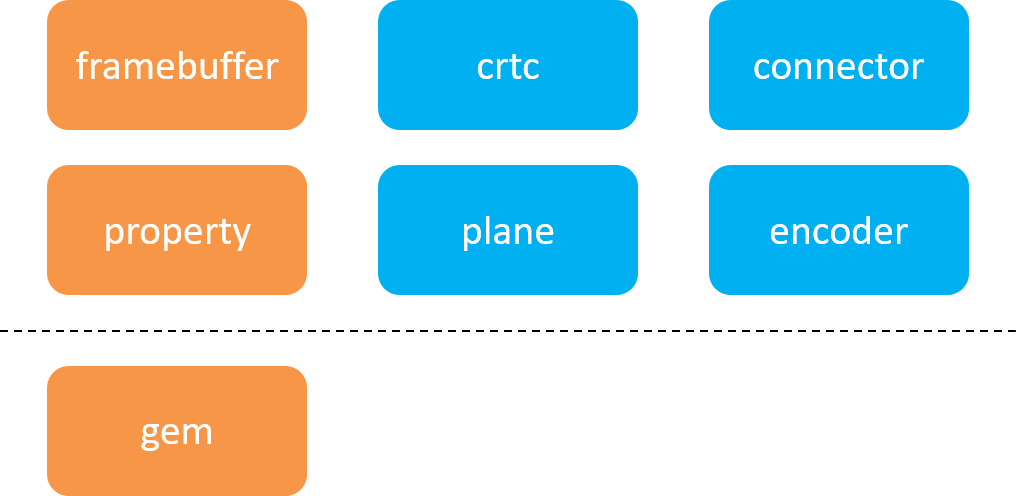 framebuffer
crtc
connector
property
plane
encoder
gem